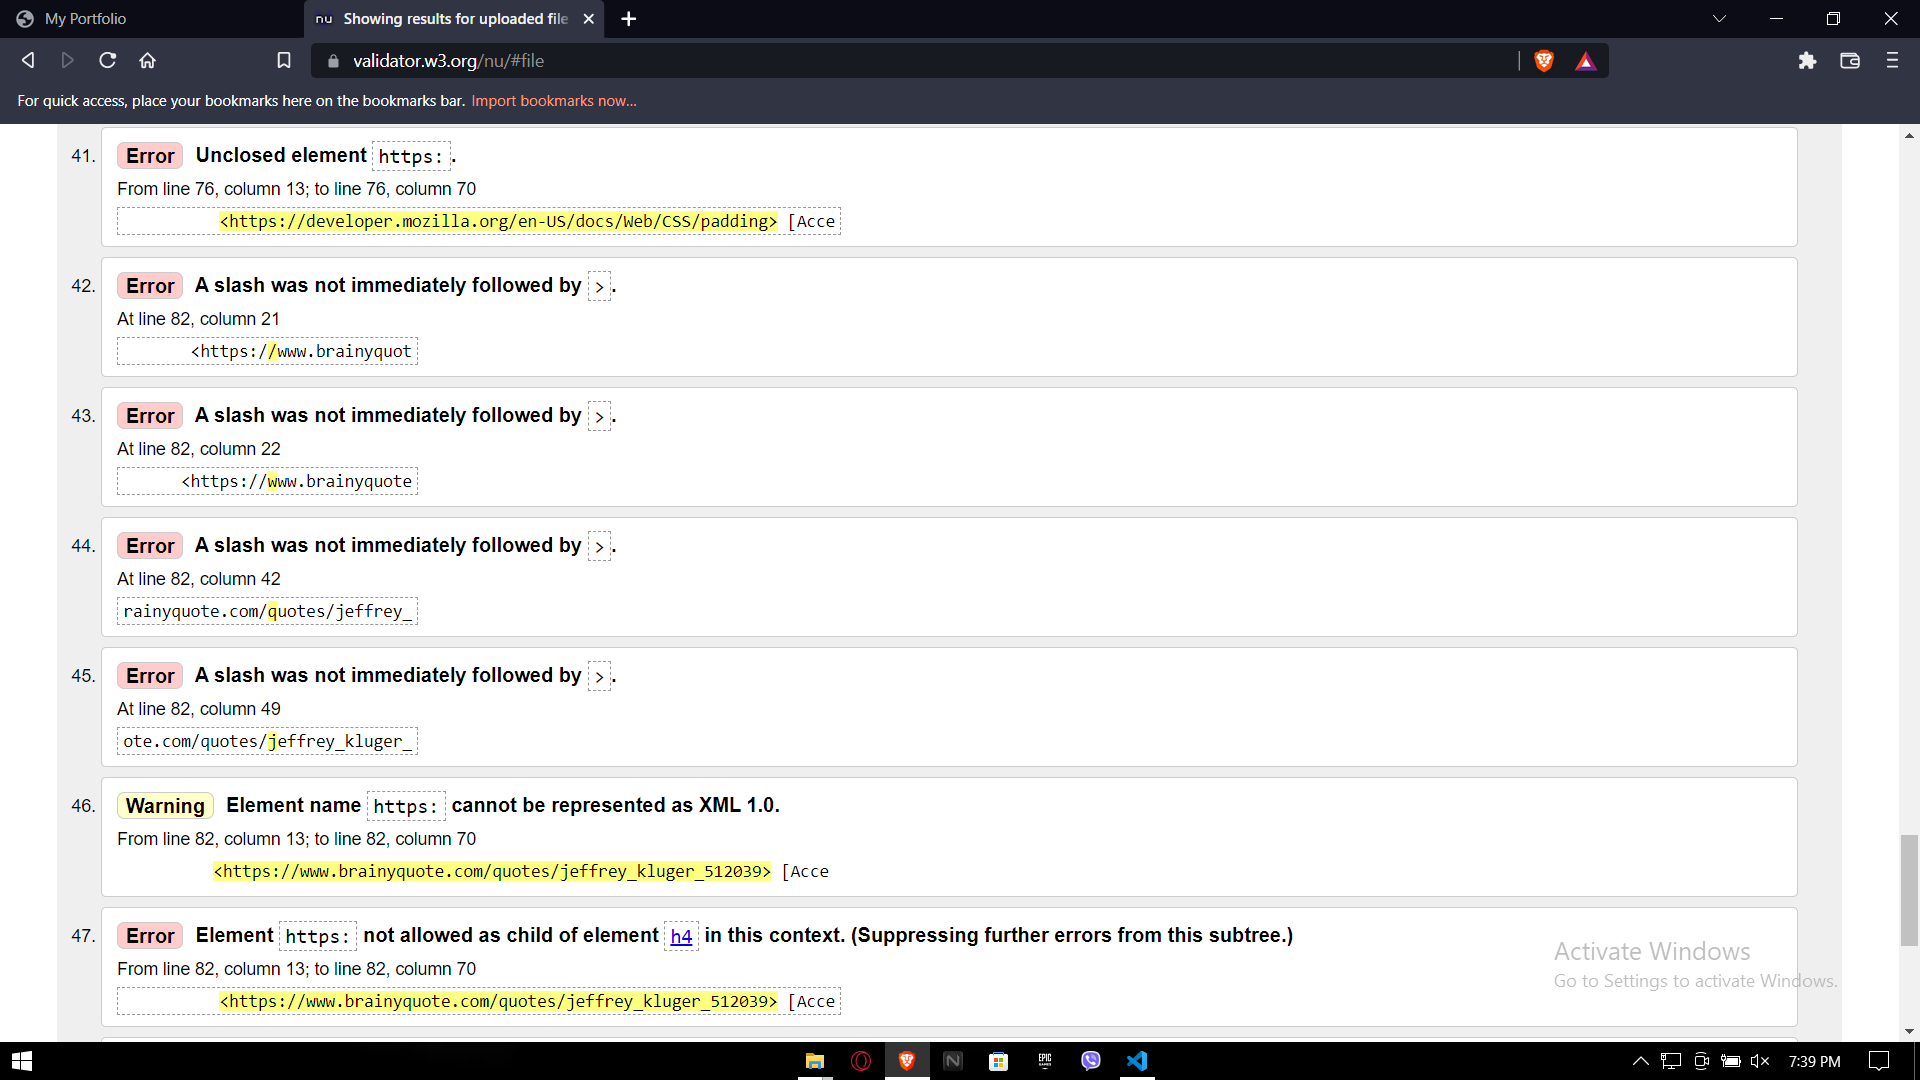 My Portfolio
nu Showing results for uploaded file
validator.w3.org/nu/#file
For quick access, place your bookmarks here on the bookmarks bar. Import bookmarks now...
41. Error Unclosed element https: .
From line 76, column 13; to line 76, column 70
<https://developer.mozilla.org/en-US/docs/Web/CSS/padding> [Acce
42. Error A slash was not immediately followed by > .
At line 82, column 21
<https://www.brainyquot
43. Error A slash was not immediately followed by > .
At line 82, column 22
<https://www.brainyquote
44. Error A slash was not immediately followed by > .
At line 82, column 42
rainyquote.com/quotes/jeffrey_
45. Error A slash was not immediately followed by > .
At line 82, column 49
ote.com/quotes/jeffrey_kluger_
46. Warning Element name https: cannot be represented as XML 1.0.
From line 82, column 13; to line 82, column 70
<https://www.brainyquote.com/quotes/jeffrey_kluger_512039> [Acce
47. Error Element https: not allowed as child of element h4 in this context. (Suppressing further errors from this subtree.)
From line 82, column 13; to line 82, column 70
<https://www.brainyquote.com/quotes/jeffrey_kluger_512039> [Acce
Activate Windows
Go to Settings to activate Windows.
N
EPIC
GAMES
7:39 PM